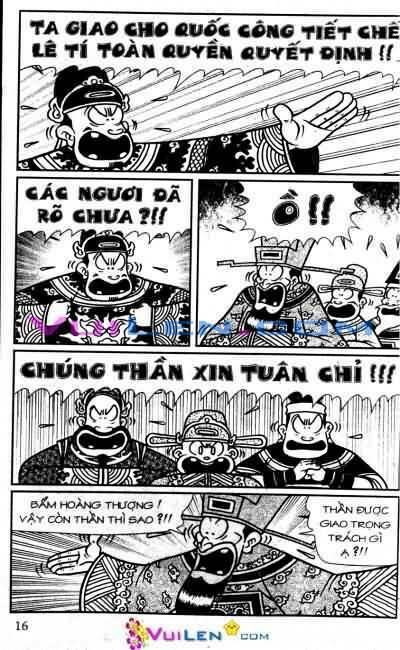 TA GIAO CHO QUỐC CÔNG TIẾT CHẾ
LÊ TÍ TOÀN QUYỀN QUYẾT ĐỊNH !!
CÁC NGƯƠI ĐÃ
RÕ CHƯA ?!!
Ồ !!
VUILEN.COM
CHÚNG THẦN XIN TUÂN CHỈ !!!
BẨM HOÀNG THƯỢNG !
VẬY CÒN THẦN THÌ SAO ?!!
THẦN ĐƯỢC
GIAO TRỌNG
TRÁCH GÌ
Ạ ?!!
16
VUILEN.COM